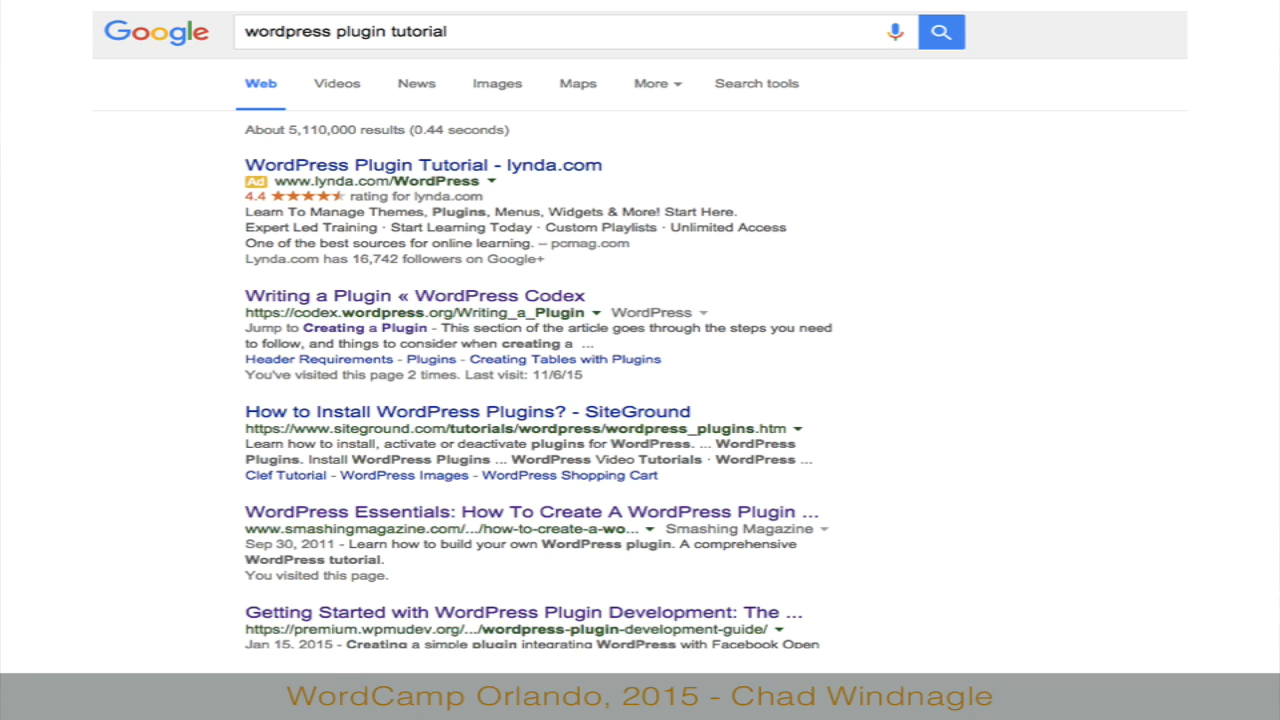 Google
wordpress plugin tutorial
Web Videos News Images Maps More Search tools
About 5,110,000 results (0.44 seconds)
WordPress Plugin Tutorial - lynda.com
Ad www.lynda.com/WordPress
4.4 ★★★★★ rating for lynda.com
Learn To Manage Themes, Plugins, Menus, Widgets & More! Start Here.
Expert Led Training · Start Learning Today · Custom Playlists · Unlimited Access
One of the best sources for online learning. – pcmag.com
Lynda.com has 16,742 followers on Google+
Writing a Plugin « WordPress Codex
https://codex.wordpress.org/Writing_a_Plugin WordPress
Jump to Creating a Plugin - This section of the article goes through the steps you need
to follow, and things to consider when creating a ...
Header Requirements - Plugins - Creating Tables with Plugins
You've visited this page 2 times. Last visit: 11/6/15
How to Install WordPress Plugins? - SiteGround
https://www.siteground.com/tutorials/wordpress/wordpress_plugins.htm
Learn how to install, activate or deactivate plugins for WordPress. ... WordPress
Plugins. Install WordPress Plugins ... WordPress Video Tutorials · WordPress ...
Clef Tutorial - WordPress Images - WordPress Shopping Cart
WordPress Essentials: How To Create A WordPress Plugin ...
www.smashingmagazine.com/.../how-to-create-a-wo... Smashing Magazine
Sep 30, 2011 - Learn how to build your own WordPress plugin. A comprehensive
WordPress tutorial.
You visited this page.
Getting Started with WordPress Plugin Development: The ...
https://premium.wpmudev.org/.../wordpress-plugin-development-guide/
Jan 15, 2015 - Creating a simple plugin integrating WordPress with Facebook Open
WordCamp Orlando, 2015 - Chad Windnagle